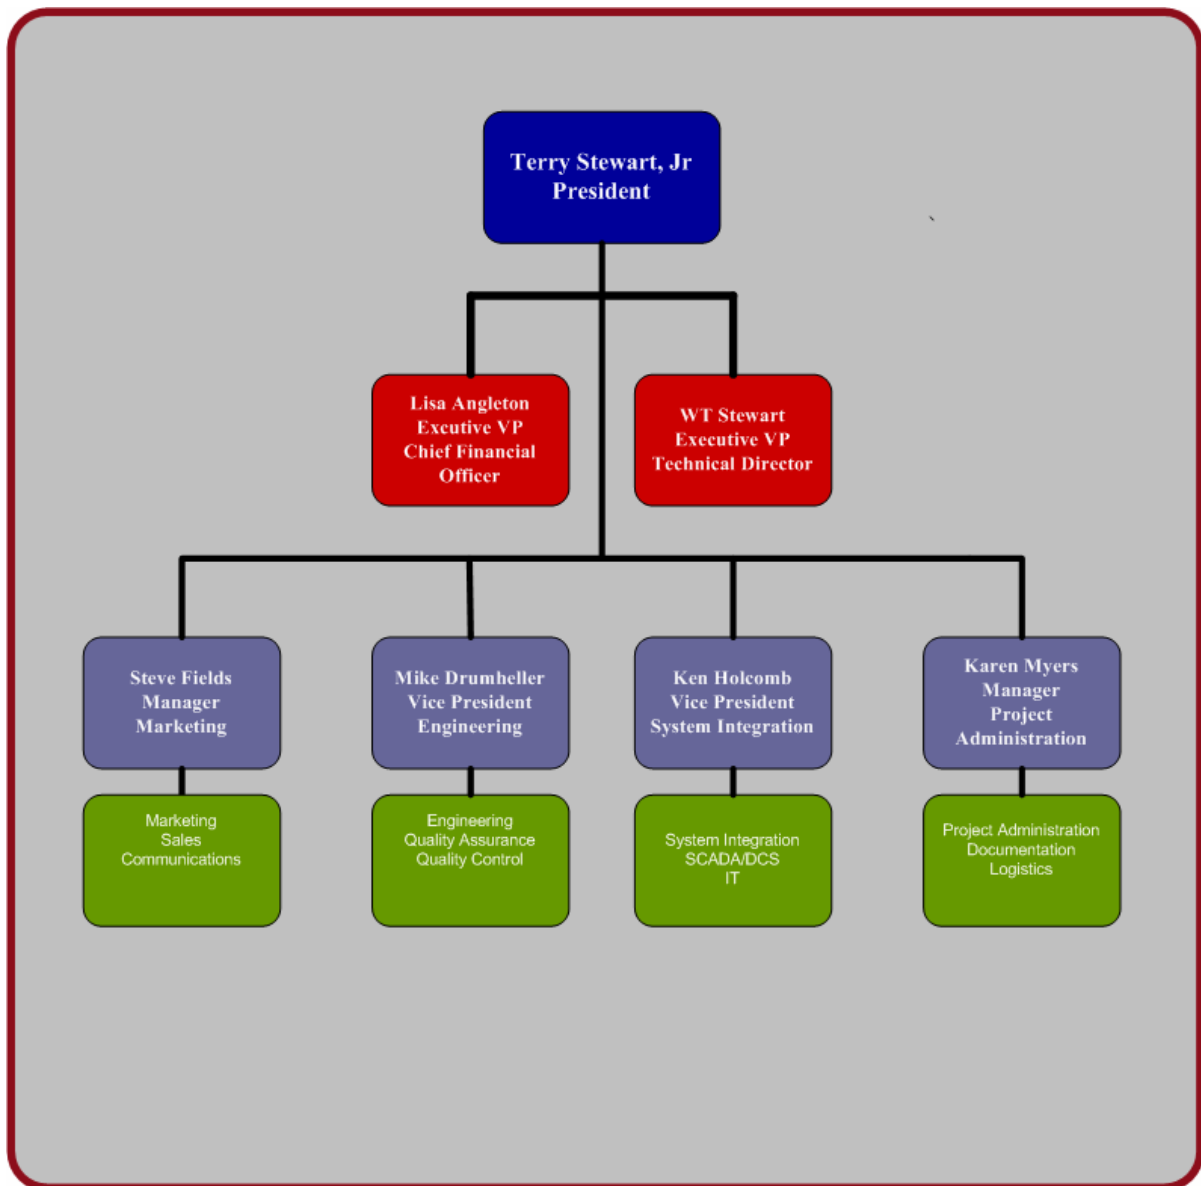 Terry Stewart, Jr
President
`
Lisa Angleton
Excutive VP
Chief Financial
Officer
WT Stewart
Executive VP
Technical Director
Steve Fields
Manager
Marketing
Mike Drumheller
Vice President
Engineering
Ken Holcomb
Vice President
System Integration
Karen Myers
Manager
Project
Administration
Marketing
Sales
Communications
Engineering
Quality Assurance
Quality Control
System Integration
SCADA/DCS
IT
Project Administration
Documentation
Logistics